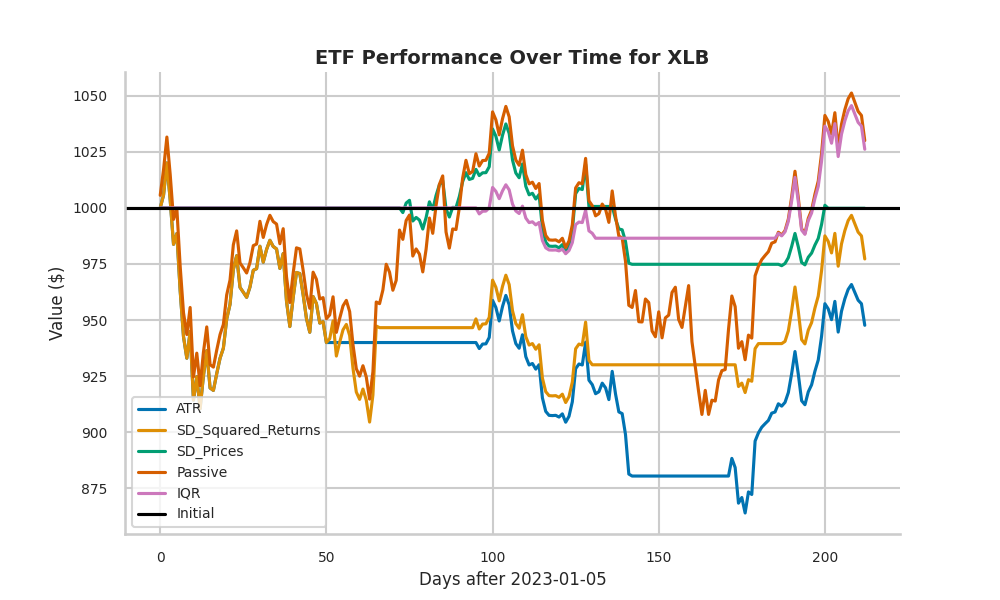 ETF Performance Over Time for XLB
Value ($)
1050
1025
1000
975
950
925
900
875
ATR
SD_Squared_Returns
SD_Prices
Passive
IQR
Initial
0 50 100 150 200
Days after 2023-01-05